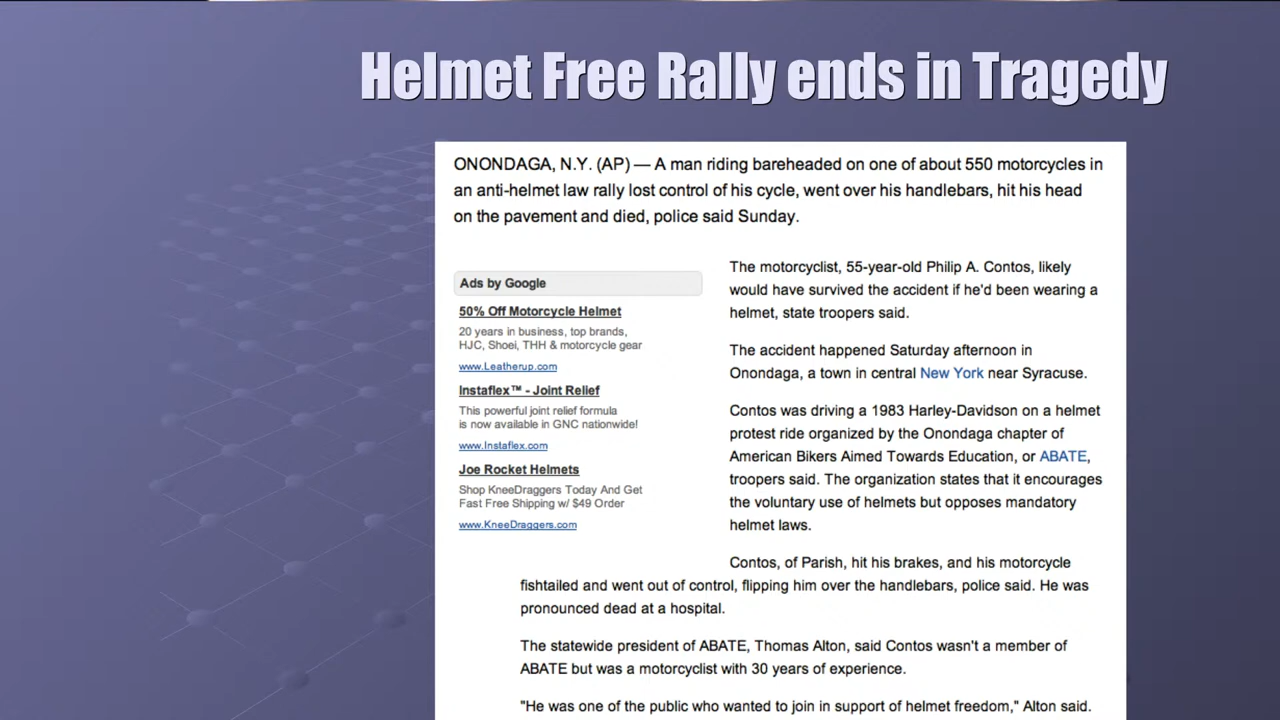 Helmet Free Rally ends in Tragedy
ONONDAGA, N.Y. (AP) — A man riding bareheaded on one of about 550 motorcycles in
an anti-helmet law rally lost control of his cycle, went over his handlebars, hit his head
on the pavement and died, police said Sunday.
Ads by Google
50% Off Motorcycle Helmet
20 years in business, top brands,
HJC, Shoei, THH & motorcycle gear
www.Leatherup.com
Instaflex™ - Joint Relief
This powerful joint relief formula
is now available in GNC nationwide!
www.Instaflex.com
Joe Rocket Helmets
Shop KneeDraggers Today And Get
Fast Free Shipping w/ $49 Order
www.KneeDraggers.com
The motorcyclist, 55-year-old Philip A. Contos, likely
would have survived the accident if he'd been wearing a
helmet, state troopers said.
The accident happened Saturday afternoon in
Onondaga, a town in central New York near Syracuse.
Contos was driving a 1983 Harley-Davidson on a helmet
protest ride organized by the Onondaga chapter of
American Bikers Aimed Towards Education, or ABATE,
troopers said. The organization states that it encourages
the voluntary use of helmets but opposes mandatory
helmet laws.
Contos, of Parish, hit his brakes, and his motorcycle
fishtailed and went out of control, flipping him over the handlebars, police said. He was
pronounced dead at a hospital.
The statewide president of ABATE, Thomas Alton, said Contos wasn't a member of
ABATE but was a motorcyclist with 30 years of experience.
"He was one of the public who wanted to join in support of helmet freedom," Alton said.